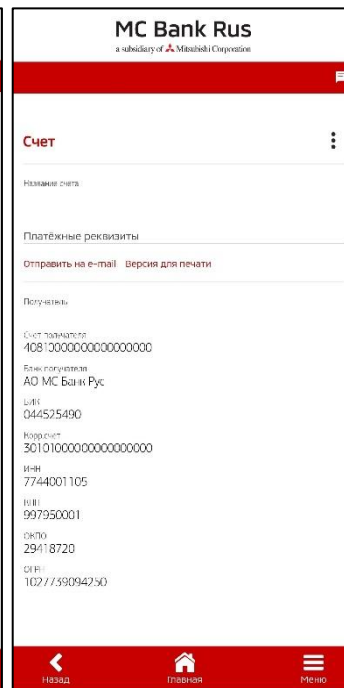 MC Bank Rus
a subsidiary of Mitsubishi Corporation
Счет
Название счета
Платёжные реквизиты
Отправить на e-mail Версия для печати
Получатель
Счет получателя
40810000000000000000
Банк получателя
АО МС Банк Рус
БИК
044525490
Корр.счет
30101000000000000000
ИНН
7744001105
КПП
997950001
ОКПО
29418720
ОГРН
1027739094250
Назад
Главная
Меню